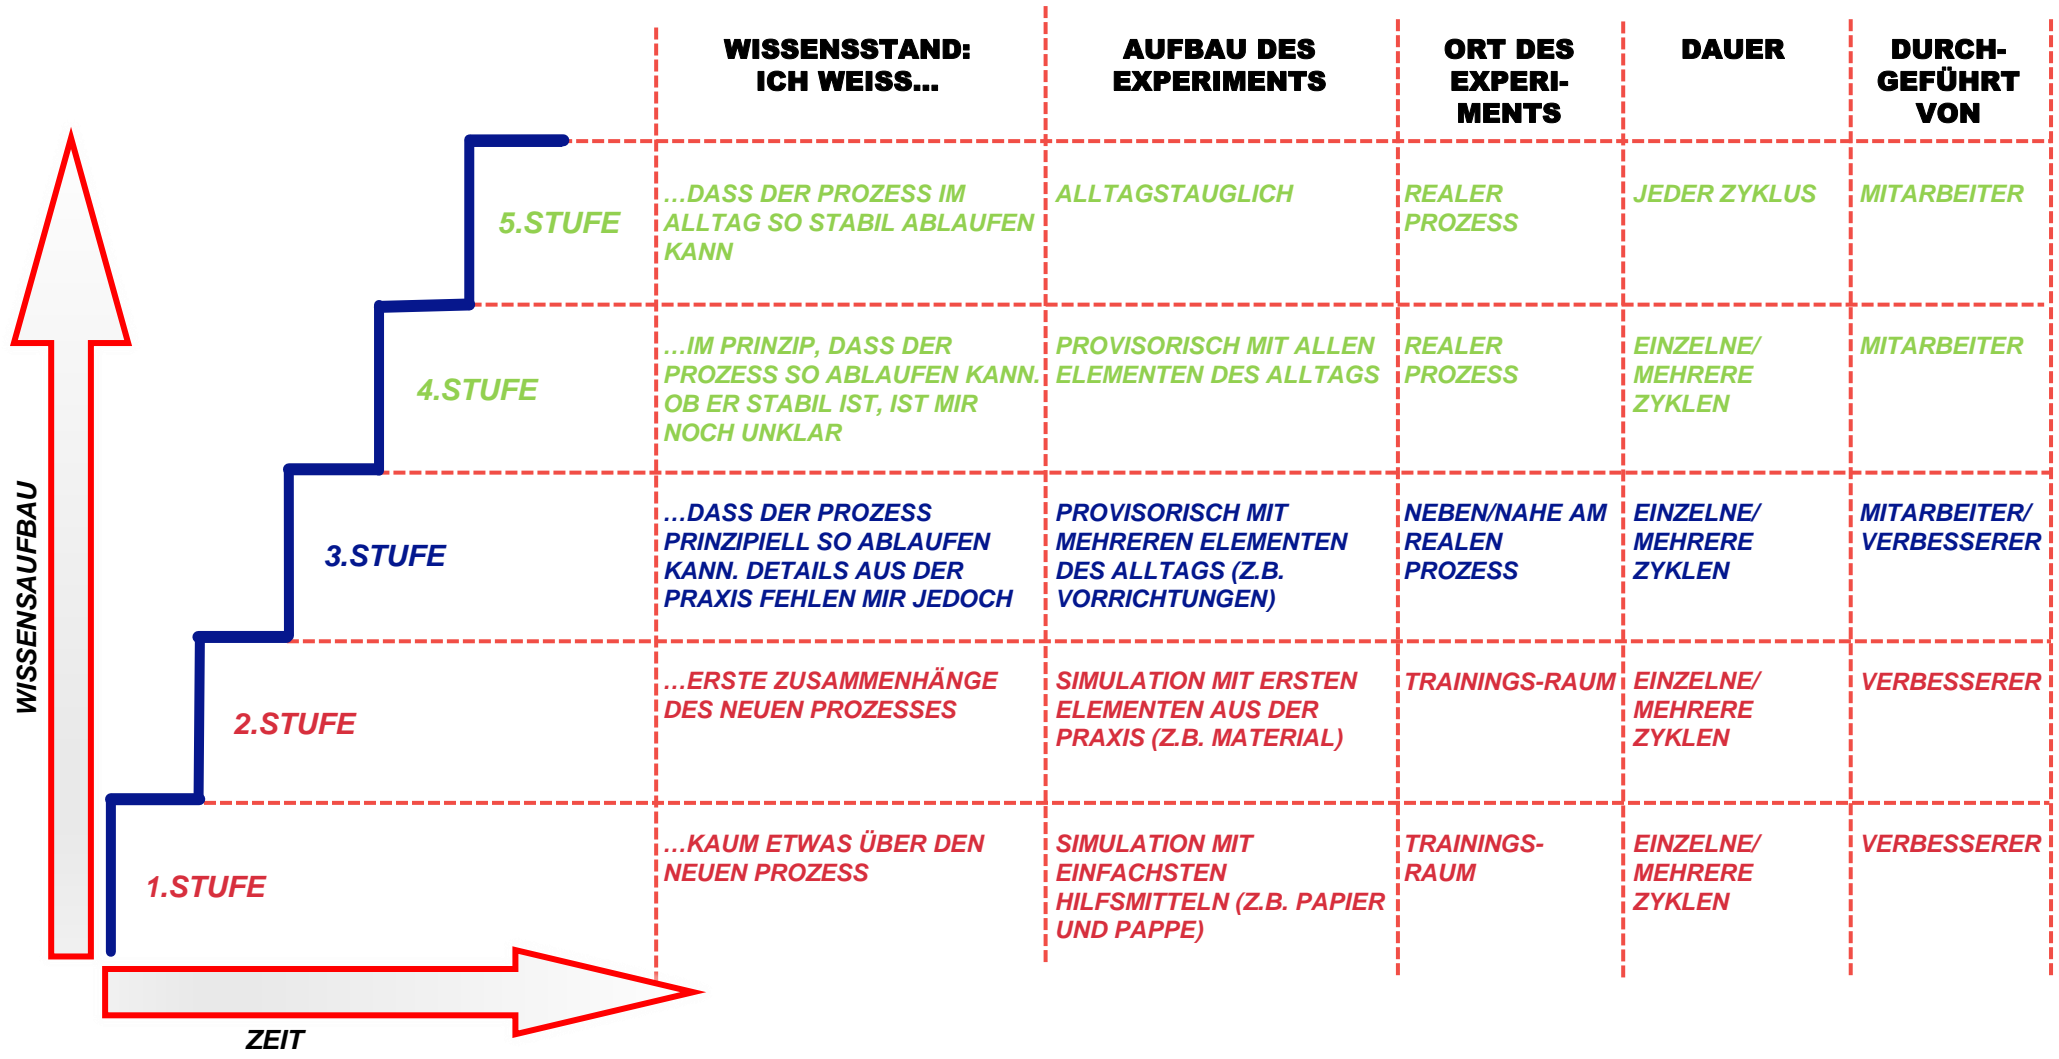 WISSENSSTAND:
ICH WEISS...
AUFBAU DES
EXPERIMENTS
ORT DES
EXPERI-
MENTS
DAUER
DURCH-
GEFÜHRT
VON
5.STUFE
…DASS DER PROZESS IM
ALLTAG SO STABIL ABLAUFEN
KANN
ALLTAGSTAUGLICH
REALER
PROZESS
JEDER ZYKLUS
MITARBEITER
4.STUFE
…IM PRINZIP, DASS DER
PROZESS SO ABLAUFEN KANN.
OB ER STABIL IST, IST MIR
NOCH UNKLAR
PROVISORISCH MIT ALLEN
ELEMENTEN DES ALLTAGS
REALER
PROZESS
EINZELNE/
MEHRERE
ZYKLEN
MITARBEITER
3.STUFE
…DASS DER PROZESS
PRINZIPIELL SO ABLAUFEN
KANN. DETAILS AUS DER
PRAXIS FEHLEN MIR JEDOCH
PROVISORISCH MIT
MEHREREN ELEMENTEN
DES ALLTAGS (Z.B.
VORRICHTUNGEN)
NEBEN/NAHE AM
REALEN
PROZESS
EINZELNE/
MEHRERE
ZYKLEN
MITARBEITER/
VERBESSERER
2.STUFE
…ERSTE ZUSAMMENHÄNGE
DES NEUEN PROZESSES
SIMULATION MIT ERSTEN
ELEMENTEN AUS DER
PRAXIS (Z.B. MATERIAL)
TRAININGS-RAUM
EINZELNE/
MEHRERE
ZYKLEN
VERBESSERER
1.STUFE
…KAUM ETWAS ÜBER DEN
NEUEN PROZESS
SIMULATION MIT
EINFACHSTEN
HILFSMITTELN (Z.B. PAPIER
UND PAPPE)
TRAININGS-
RAUM
EINZELNE/
MEHRERE
ZYKLEN
VERBESSERER
WISSENSAUFBAU
ZEIT